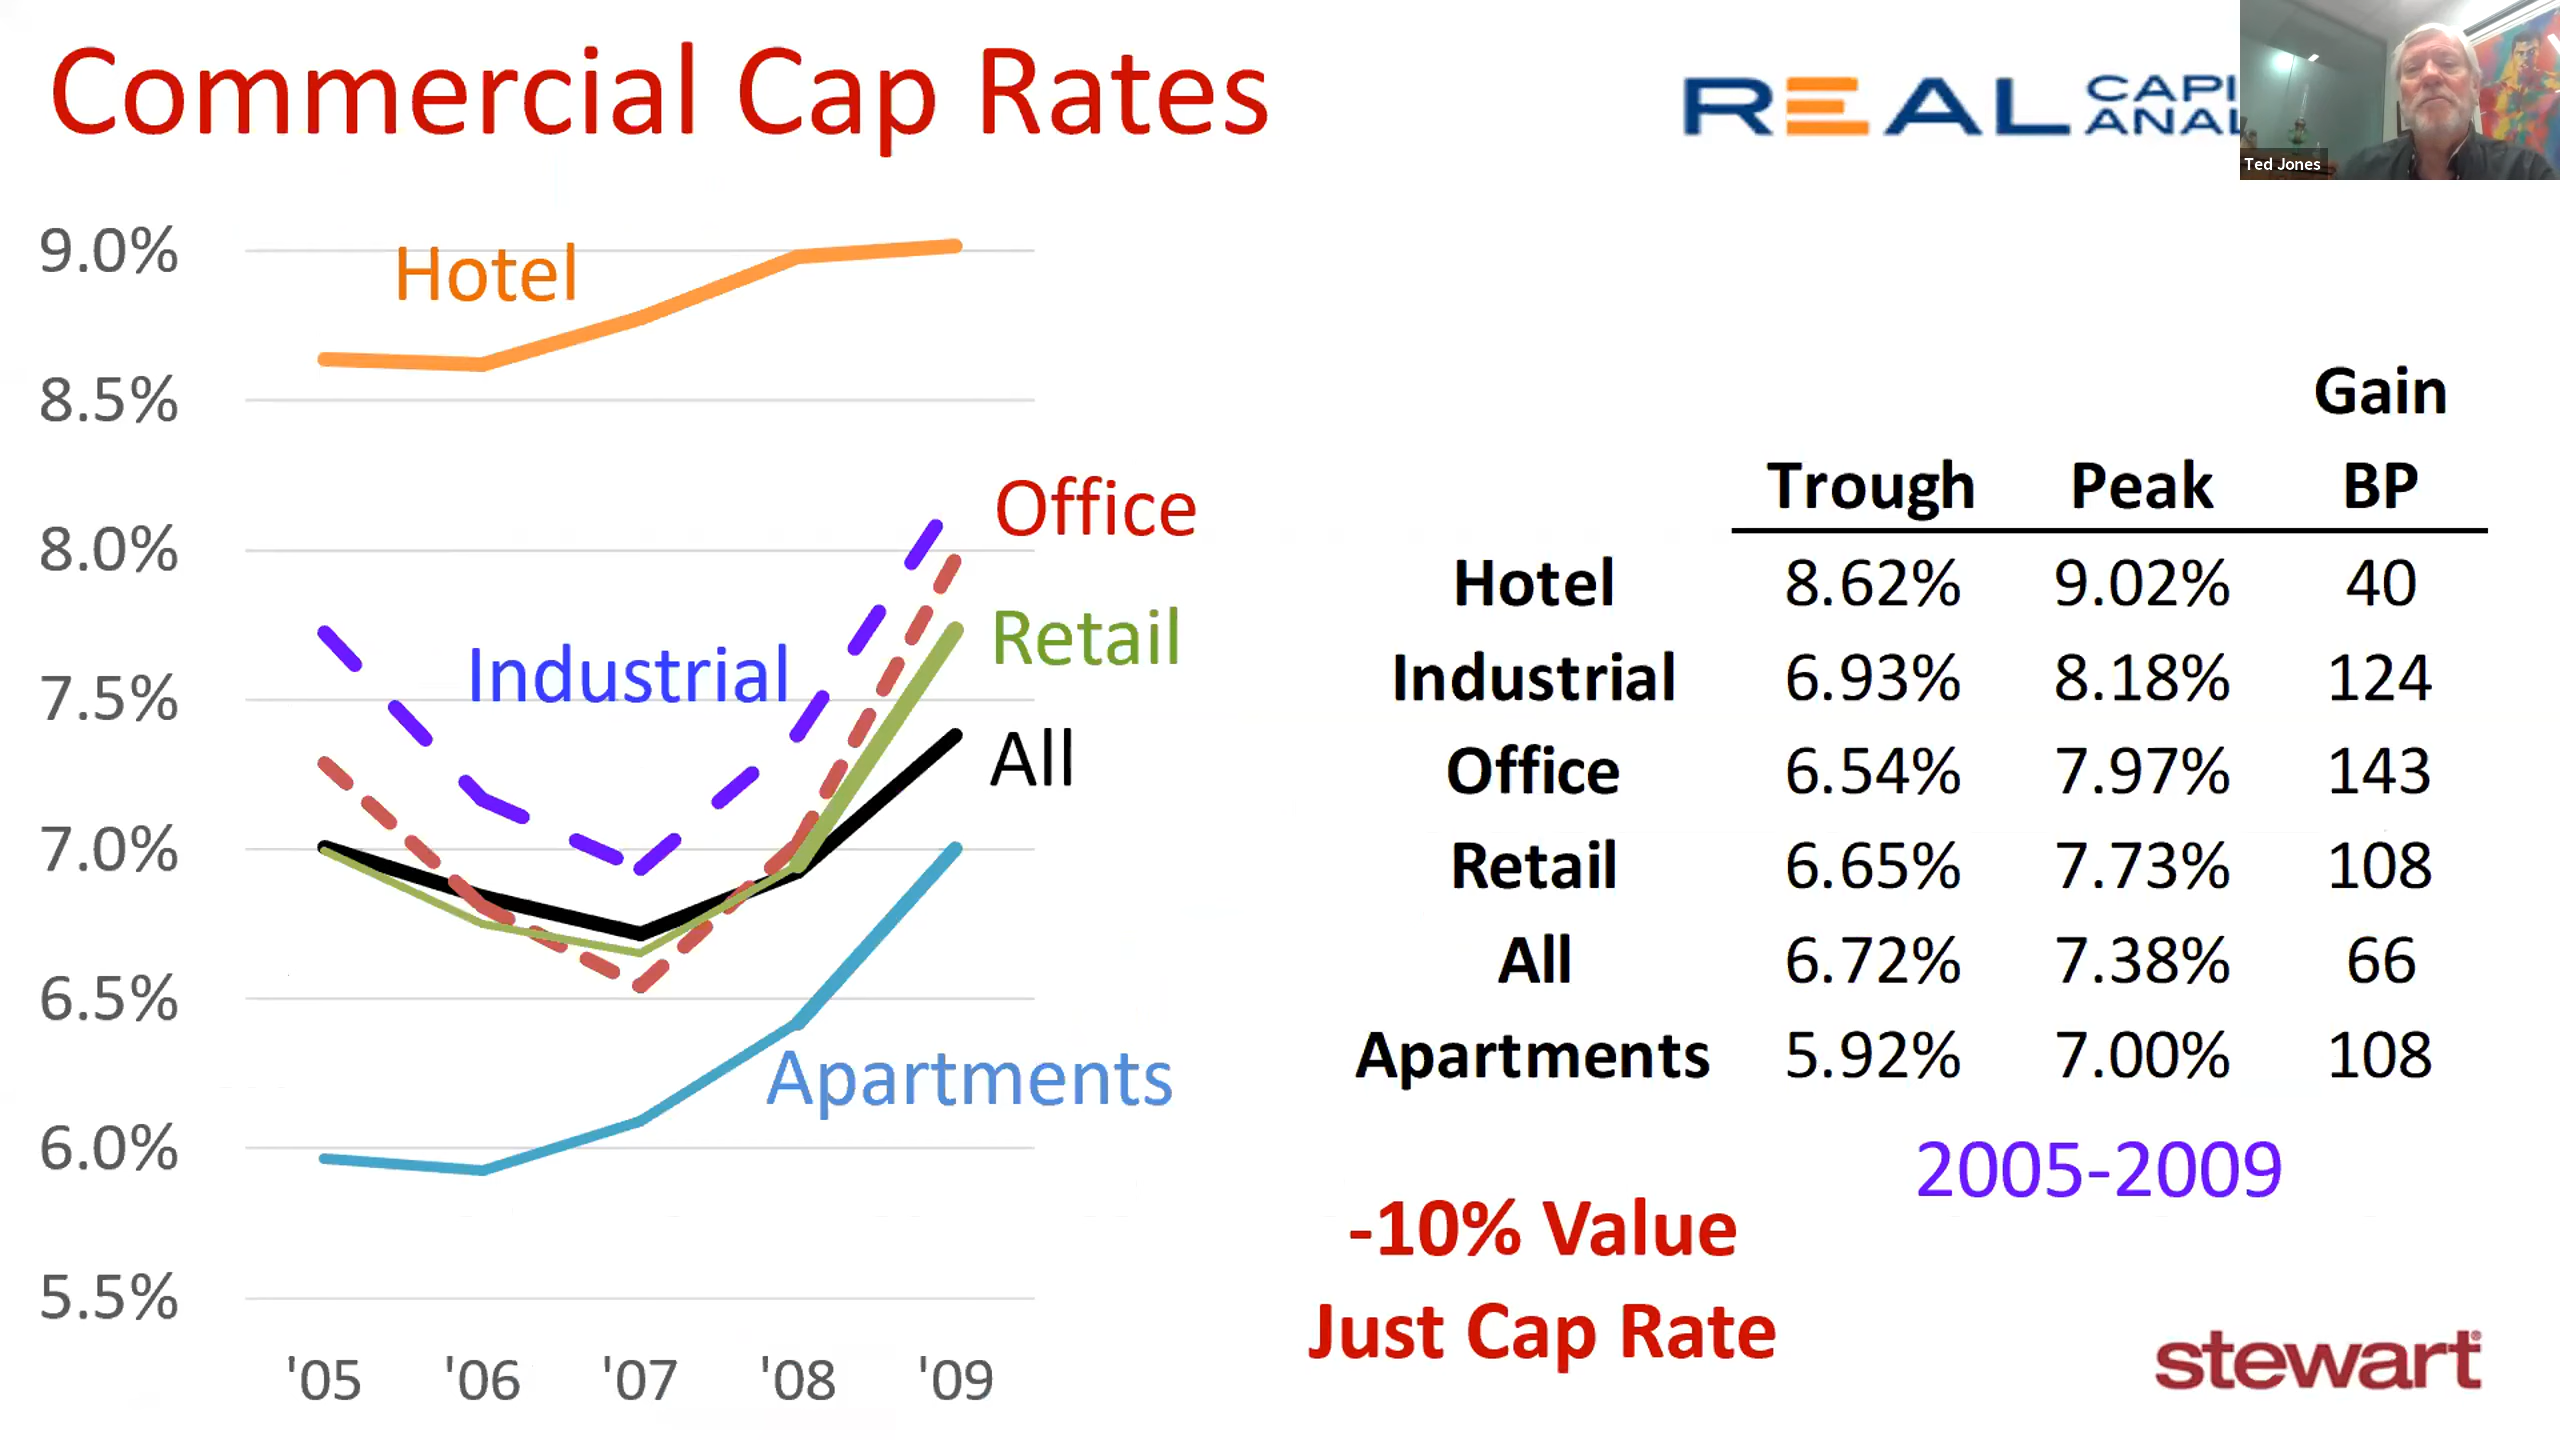 Commercial Cap Rates
REAL
Ted Jones
9.0%
8.5%
8.0%
7.5%
7.0%
6.5%
6.0%
5.5%
'05 '06 '07 '08 '09
Hotel
Office
Industrial
Retail
All
Apartments
Gain
Trough Peak BP
Hotel 8.62% 9.02% 40
Industrial 6.93% 8.18% 124
Office 6.54% 7.97% 143
Retail 6.65% 7.73% 108
All 6.72% 7.38% 66
Apartments 5.92% 7.00% 108
2005-2009
-10% Value
Just Cap Rate
stewart